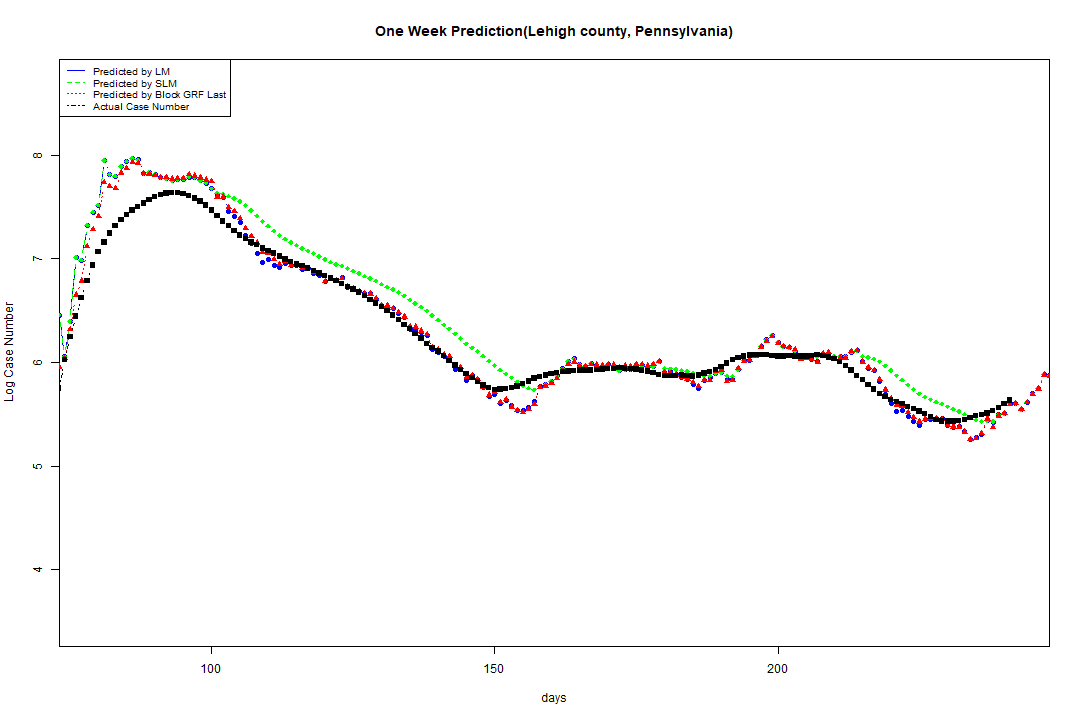 One Week Prediction(Lehigh county, Pennsylvania)
Predicted by LM
Predicted by SLM
Predicted by Block GRF Last
Actual Case Number
8
7
6
5
4
Log Case Number
100
150
200
days